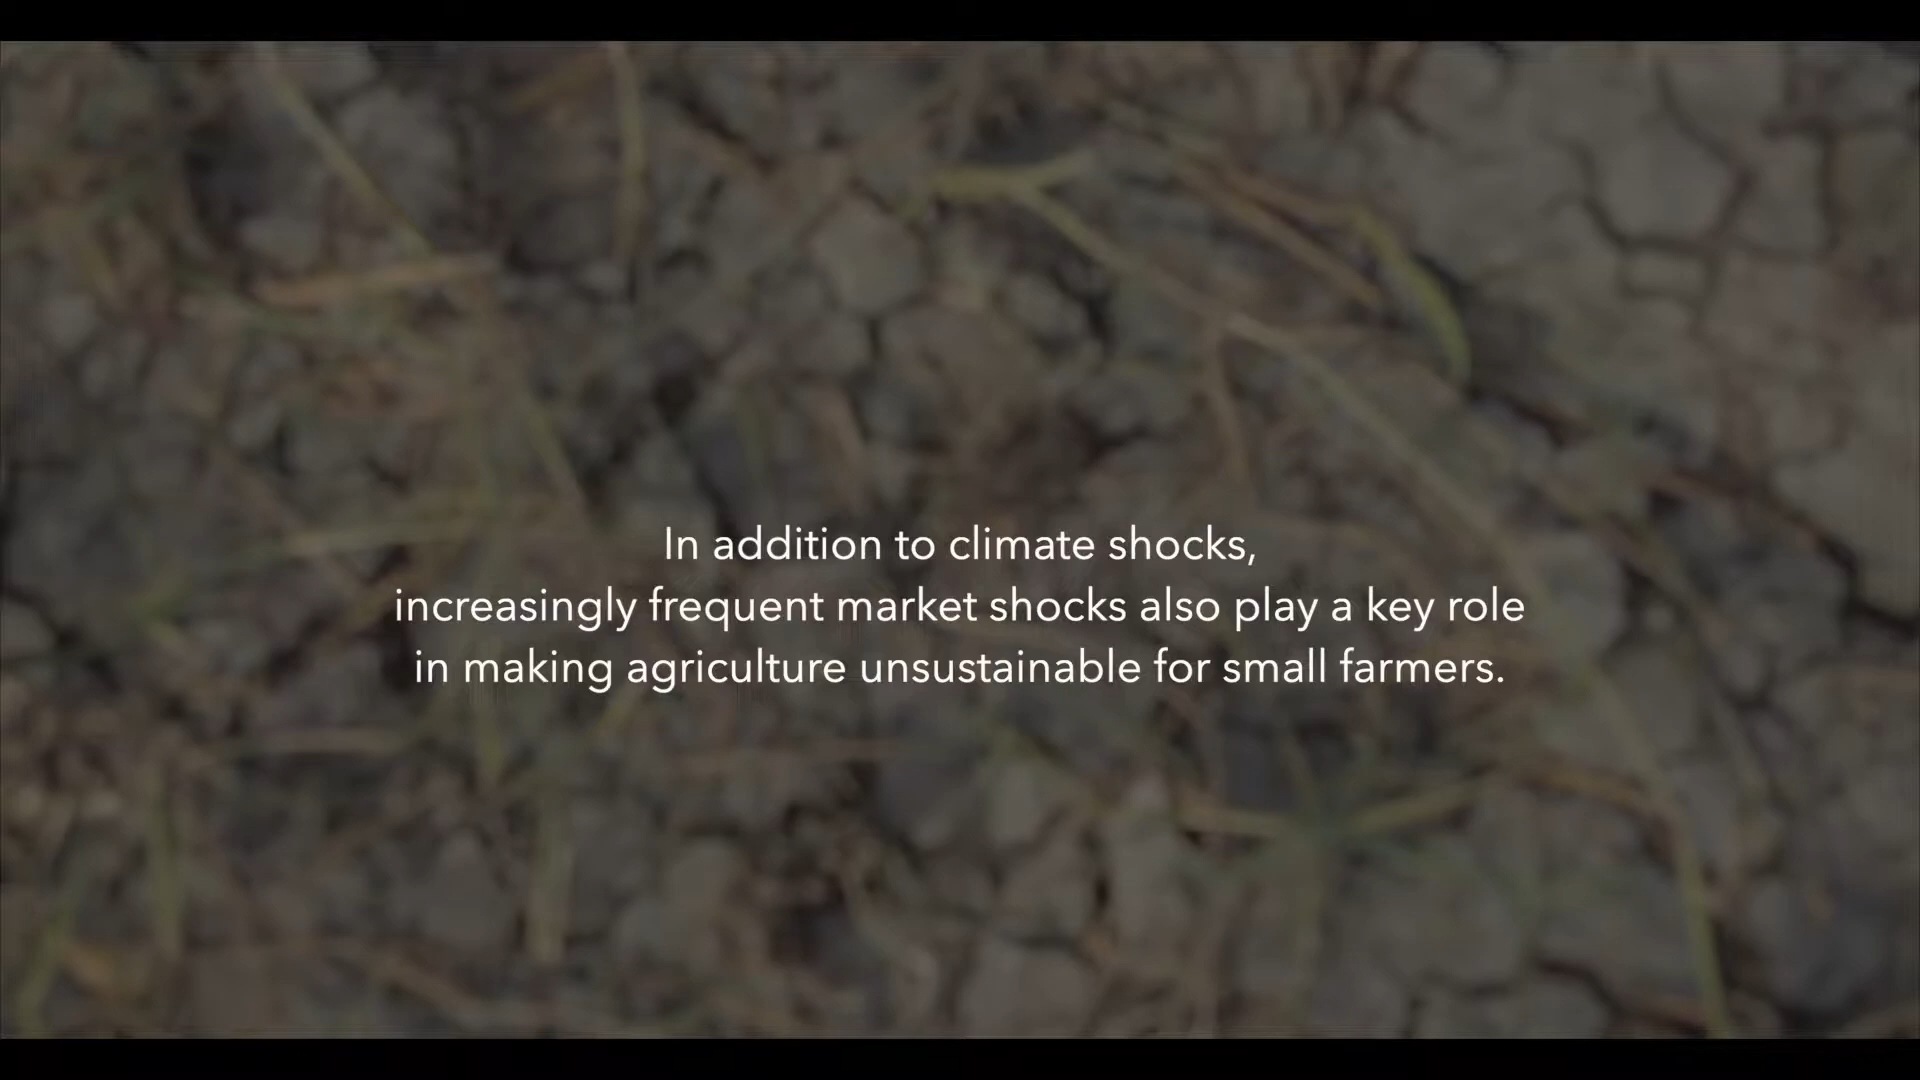 In addition to climate shocks,
increasingly frequent market shocks also play a key role
in making agriculture unsustainable for small farmers.